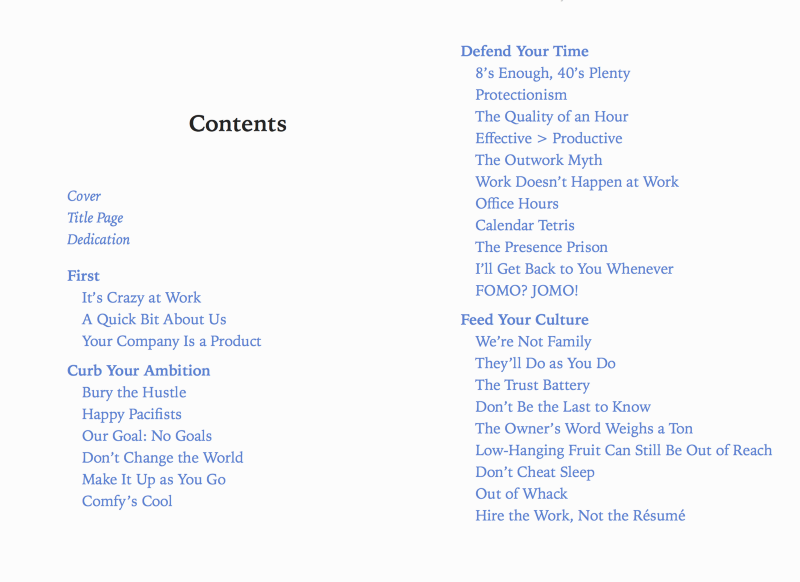 Contents
Cover
Title Page
Dedication
First
It’s Crazy at Work
A Quick Bit About Us
Your Company Is a Product
Curb Your Ambition
Bury the Hustle
Happy Pacifists
Our Goal: No Goals
Don’t Change the World
Make It Up as You Go
Comfy’s Cool
Defend Your Time
8’s Enough, 40’s Plenty
Protectionism
The Quality of an Hour
Effective > Productive
The Outwork Myth
Work Doesn’t Happen at Work
Office Hours
Calendar Tetris
The Presence Prison
I’ll Get Back to You Whenever
FOMO? JOMO!
Feed Your Culture
We’re Not Family
They’ll Do as You Do
The Trust Battery
Don’t Be the Last to Know
The Owner’s Word Weighs a Ton
Low-Hanging Fruit Can Still Be Out of Reach
Don’t Cheat Sleep
Out of Whack
Hire the Work, Not the Résumé